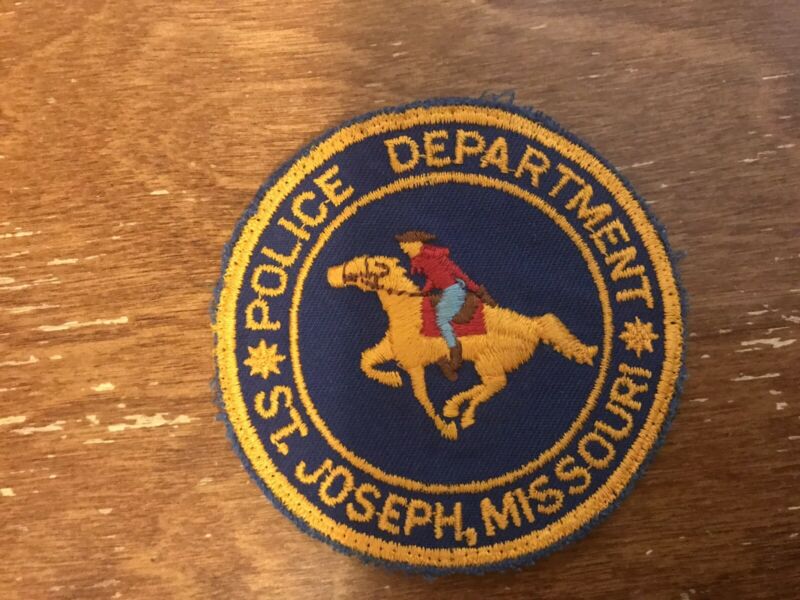 POLICE DEPARTMENT
ST. JOSEPH, MISSOURI